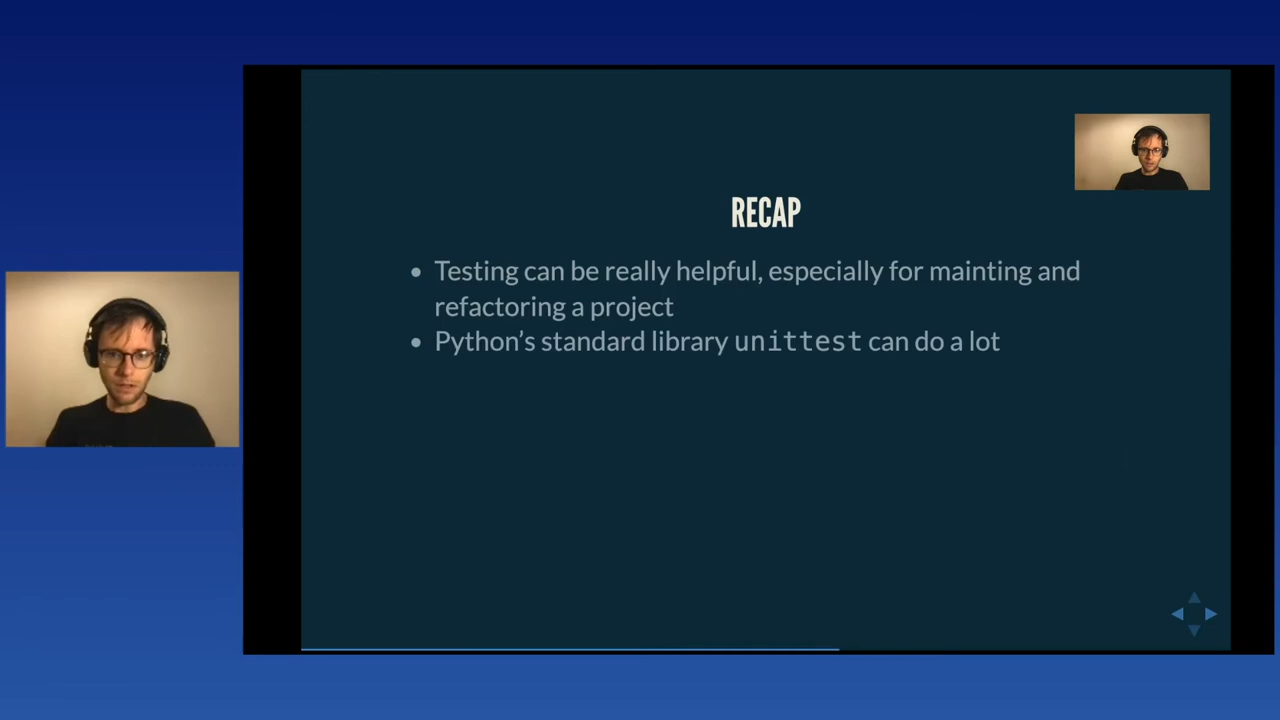 RECAP
• Testing can be really helpful, especially for mainting and
refactoring a project
• Python’s standard library unittest can do a lot